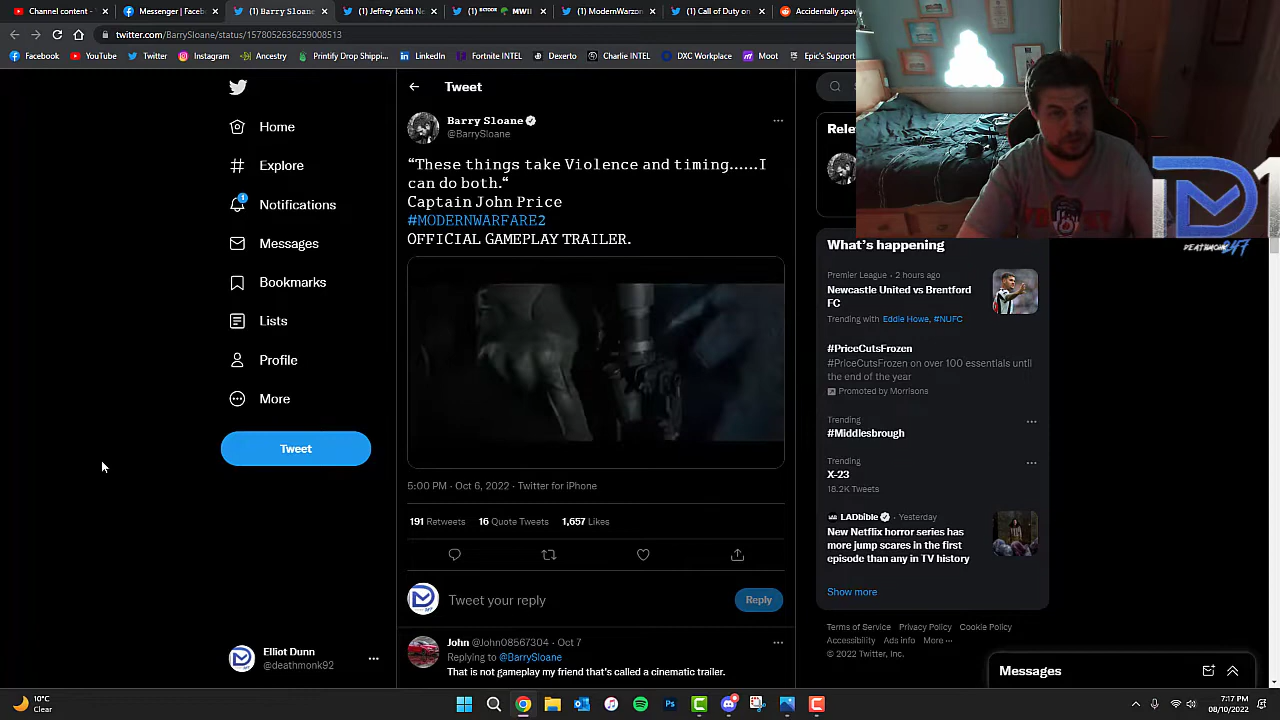 Channel content
Messenger | Faceb
(1) Barry Sloane
(1) Jeffrey Keith Ne
(1) ModernWarzon
(1) Call of Duty on
Accidentally spaw
twitter.com/BarrySloane/status/1578052636259008513
Facebook
YouTube
Twitter
Instagram
Ancestry
Printify Drop Shippi...
LinkedIn
Fortnite INTEL
Dexerto
Charlie INTEL
DXC Workplace
Moot
Epic's Support
Home
Explore
1
Notifications
Messages
Bookmarks
Lists
Profile
More
Tweet
Elliot Dunn
@deathmonk92
Tweet
Barry Sloane
@BarrySloane
“These things take Violence and timing......I
can do both.“
Captain John Price
#MODERNWARFARE2
OFFICIAL GAMEPLAY TRAILER.
5:00 PM · Oct 6, 2022 · Twitter for iPhone
191 Retweets 16 Quote Tweets 1,657 Likes
Tweet your reply
Reply
John @John08567304 · Oct 7
Replying to @BarrySloane
That is not gameplay my friend that’s called a cinematic trailer.
Rele
What’s happening
Premier League · 2 hours ago
Newcastle United vs Brentford
FC
Trending with Eddie Howe, #NUFC
#PriceCutsFrozen
#PriceCutsFrozen on over 100 essentials until
the end of the year
Promoted by Morrisons
Trending
#Middlesbrough
Trending
X-23
18.2K Tweets
LADbible · Yesterday
New Netflix horror series has
more jump scares in the first
episode than any in TV history
Show more
Terms of Service Privacy Policy Cookie Policy
Accessibility Ads info More ···
© 2022 Twitter, Inc.
Messages
10°C
Clear
7:17 PM
08/10/2022